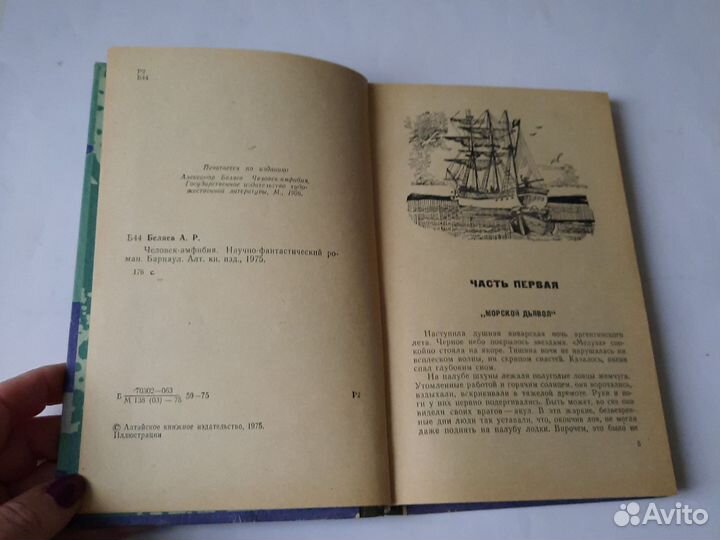 Р2
Б44
Печатается по изданию:
Александр Беляев Человек-амфибия.
Государственное издательство худо-
жественной литературы, М., 1956.
Б44 Беляев А. Р.
Человек-амфибия. Научно-фантастический ро-
ман. Барнаул. Алт. кн. изд., 1975.
176 с.
Б 70302—063
М 138 (03) — 75 59—75 Р2
© Алтайское книжное издательство, 1975.
Иллюстрации
ЧАСТЬ ПЕРВАЯ
„МОРСКОЙ ДЬЯВОЛ“
Наступила душная январская ночь аргентинского
лета. Черное небо покрылось звездами. «Медуза» спо-
койно стояла на якоре. Тишина ночи не нарушалась ни
всплеском волны, ни скрипом снастей. Казалось, океан
спал глубоким сном.
На палубе шхуны лежали полуголые ловцы жемчуга.
Утомленные работой и горячим солнцем, они ворочались,
вздыхали, вскрикивали в тяжелой дремоте. Руки и но-
ги у них нервно подергивались. Быть может, во сне они
видели своих врагов — акул. В эти жаркие, безветрен-
ные дни люди так уставали, что, окончив лов, не могли
даже поднять на палубу лодки. Впрочем, это было не
5
Avito